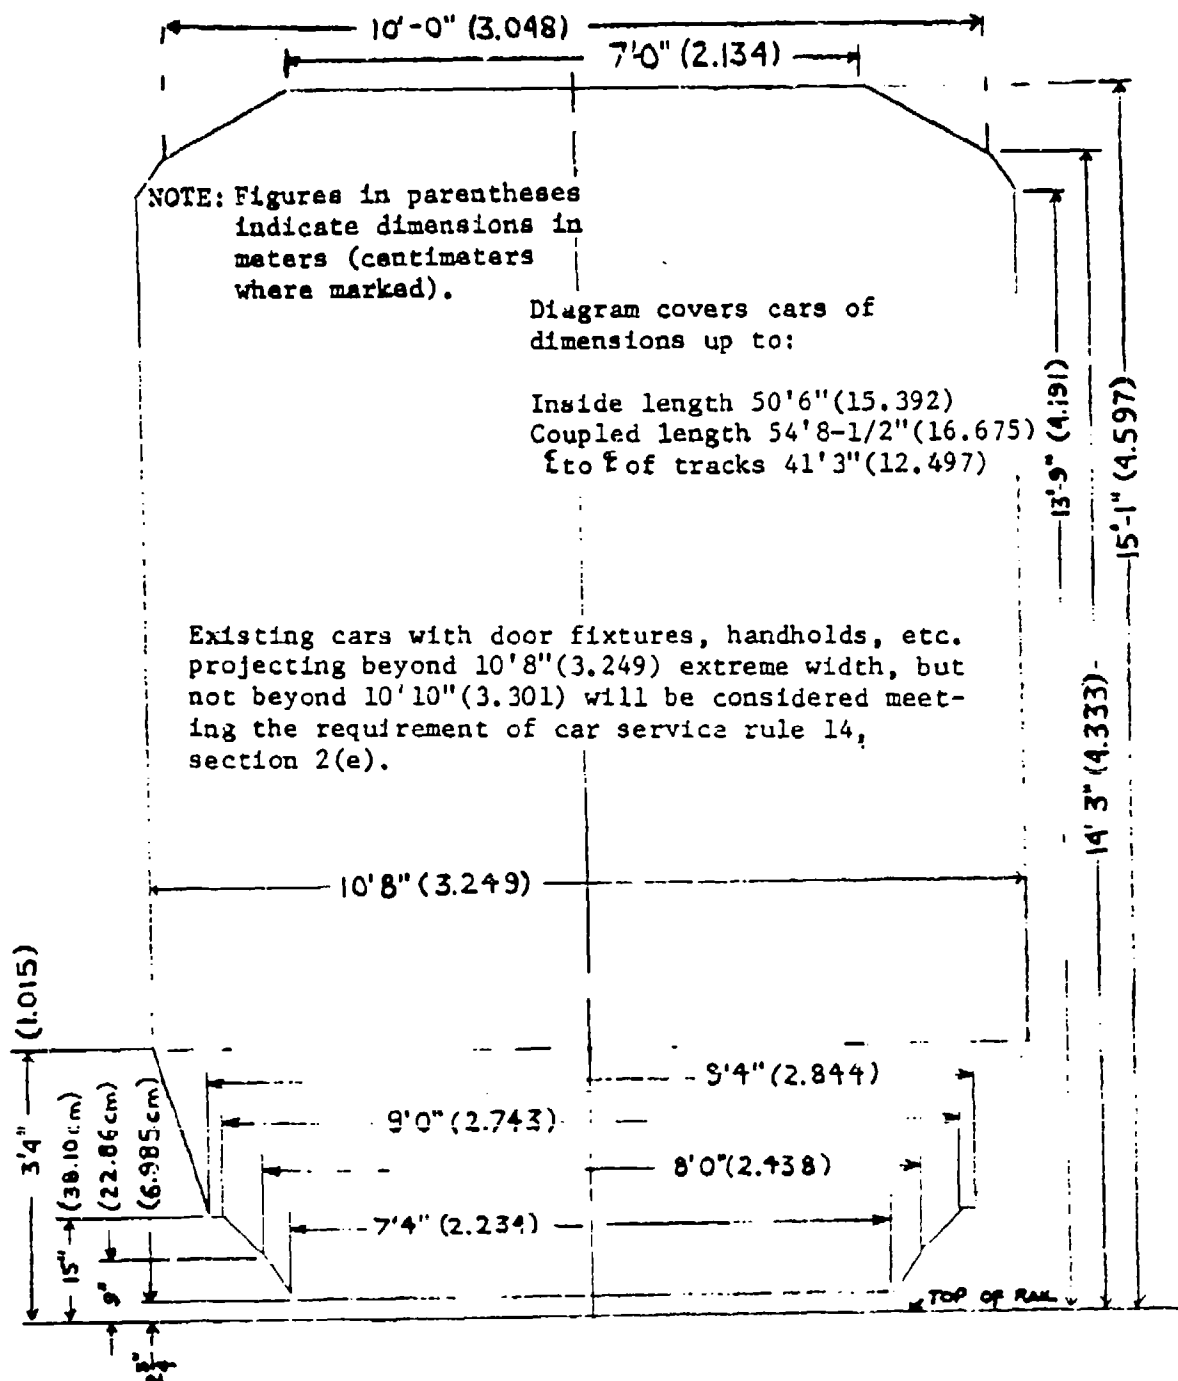 10'-0" (3.048)
7'0" (2.134)
NOTE: Figures in parentheses
indicate dimensions in
meters (centimeters
where marked).
Diagram covers cars of
dimensions up to:
Inside length 50'6"(15.392)
Coupled length 54'8-1/2"(16.675)
℄ to ℄ of tracks 41'3"(12.497)
13'-9" (4.191)
15'-1" (4.597)
14'3" (4.333)
Existing cars with door fixtures, handholds, etc.
projecting beyond 10'8"(3.249) extreme width, but
not beyond 10'10"(3.301) will be considered meet-
ing the requirement of car service rule 14,
section 2(e).
10'8" (3.249)
3'4" (1.015)
15" (38.10cm)
9" (22.86cm)
(6.985cm)
9'4" (2.844)
9'0" (2.743)
8'0"(2.438)
7'4" (2.234)
TOP OF RAIL